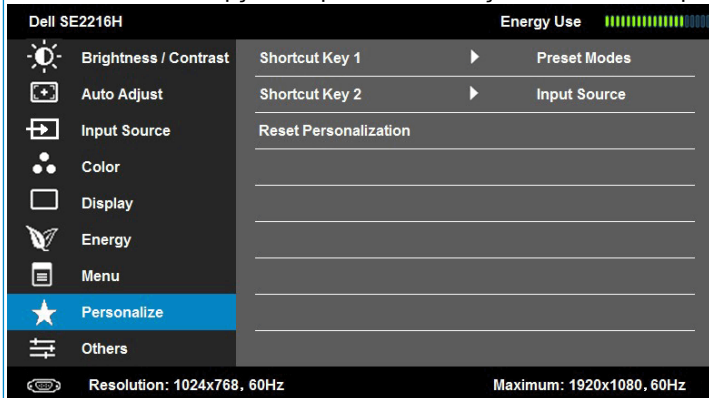 Dell SE2216H Energy Use
Brightness / Contrast Shortcut Key 1 Preset Modes
Auto Adjust Shortcut Key 2 Input Source
Input Source Reset Personalization
Color
Display
Energy
Menu
Personalize
Others
Resolution: 1024x768, 60Hz Maximum: 1920x1080, 60Hz